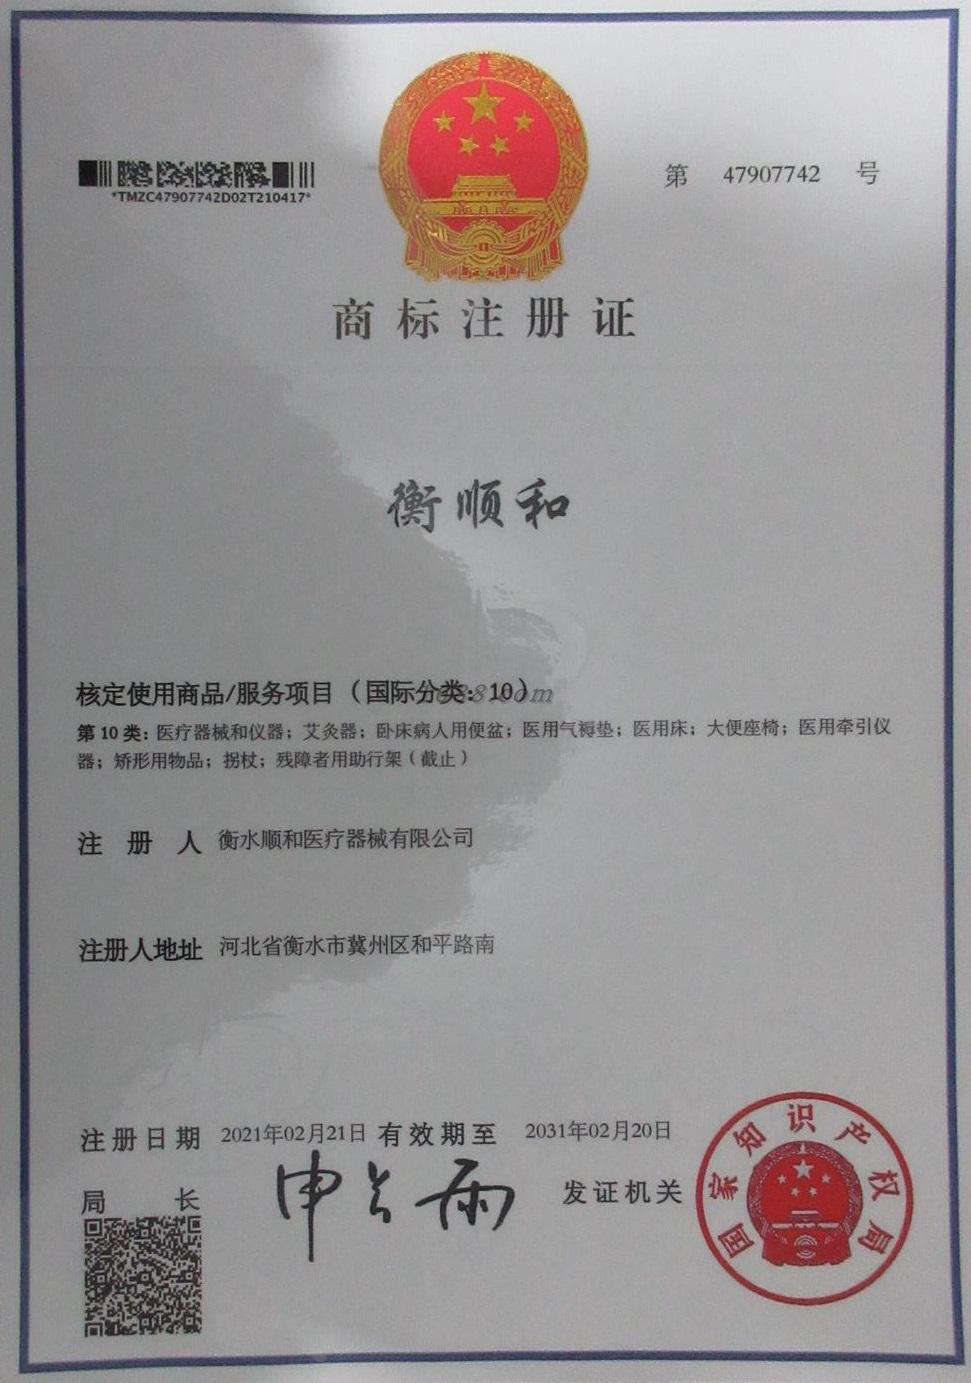 第 47907742 号
*TMZC47907742D02T210417*
商标注册证
衡顺和
核定使用商品/服务项目（国际分类：10）
第 10 类：医疗器械和仪器；艾灸器；卧床病人用便盆；医用气褥垫；医用床；大便座椅；医用牵引仪
器；矫形用物品；拐杖；残障者用助行架（截止）
注册人 衡水顺和医疗器械有限公司
注册人地址 河北省衡水市冀州区和平路南
注册日期 2021年02月21日 有效期至 2031年02月20日
局长 申长雨 发证机关
国家知识产权局